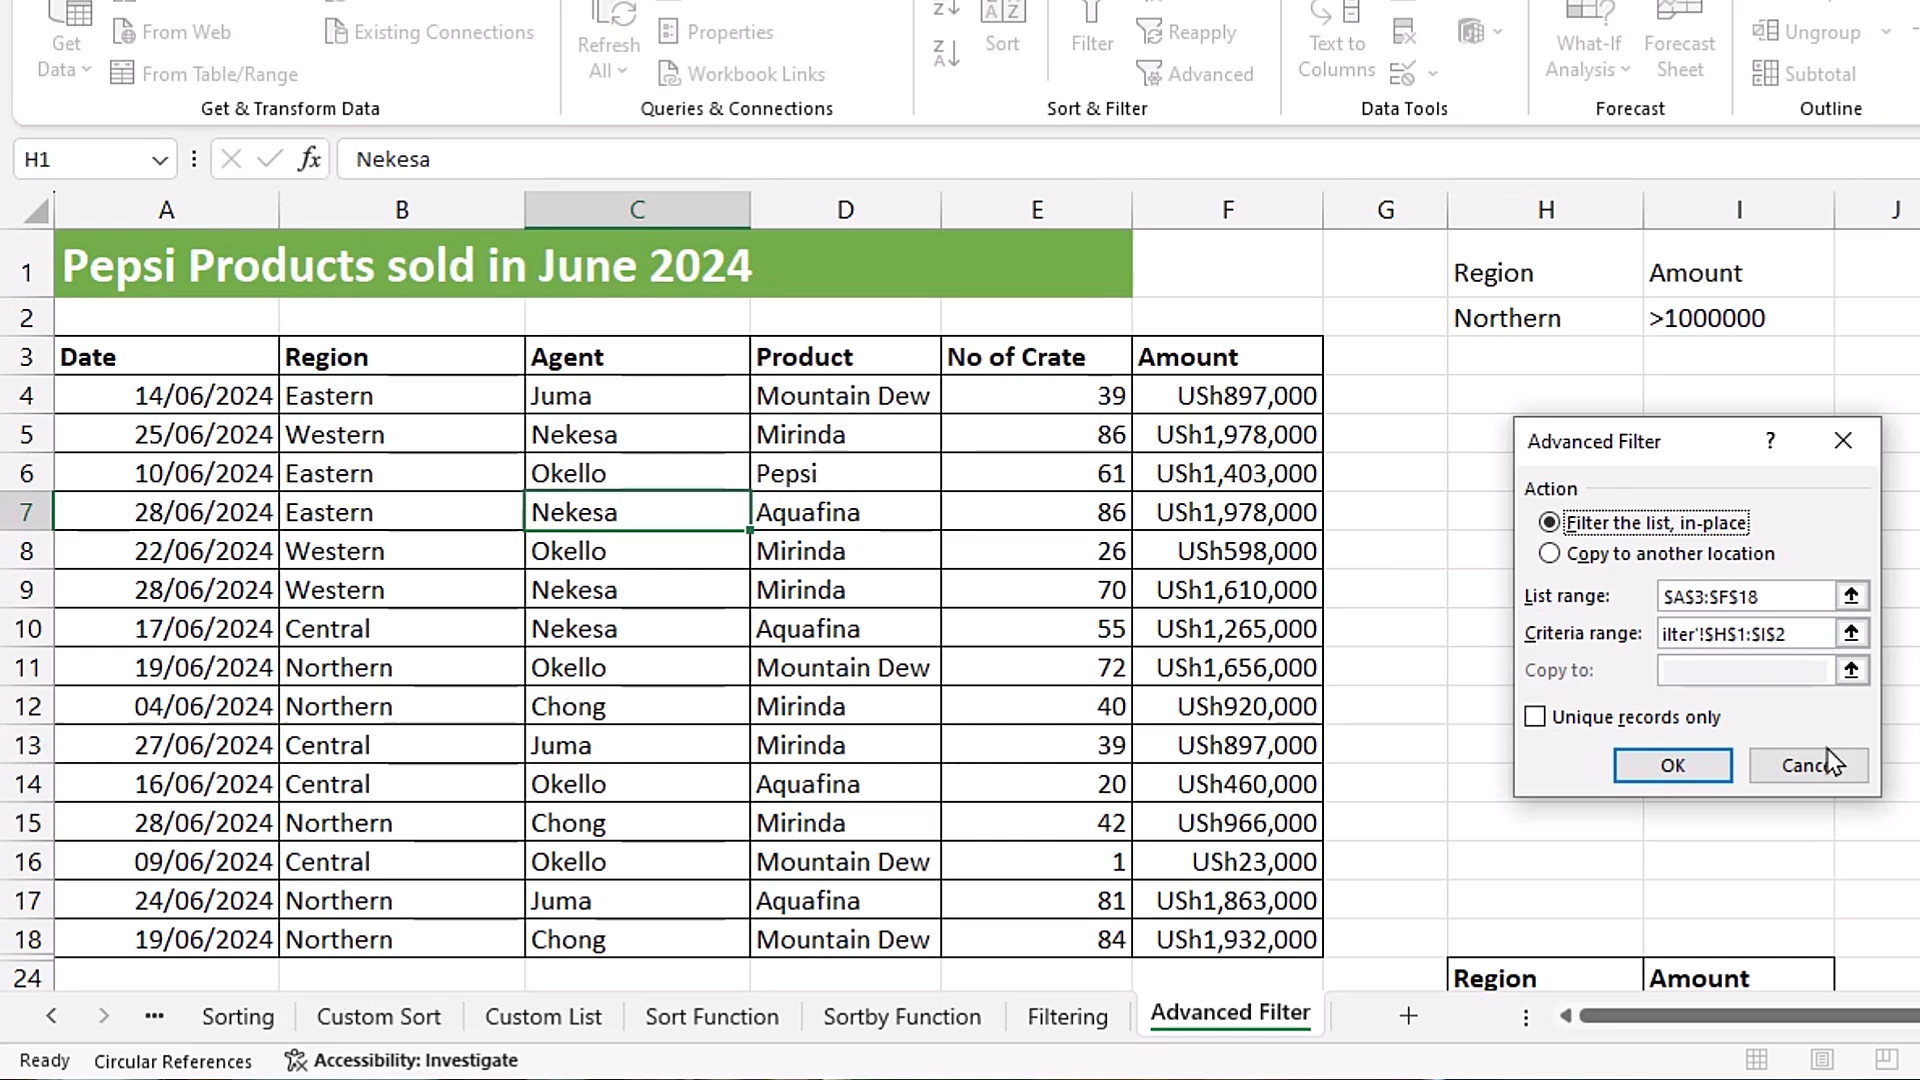 Get Data
From Web
From Table/Range
Existing Connections
Get & Transform Data
Refresh All
Properties
Workbook Links
Queries & Connections
Sort
Filter
Reapply
Advanced
Sort & Filter
Text to Columns
Data Tools
What-If Analysis
Forecast Sheet
Forecast
Ungroup
Subtotal
Outline
H1 fx Nekesa
A B C D E F G H I J
1 Pepsi Products sold in June 2024 Region Amount
2 Northern >1000000
3 Date Region Agent Product No of Crate Amount
4 14/06/2024 Eastern Juma Mountain Dew 39 USh897,000
5 25/06/2024 Western Nekesa Mirinda 86 USh1,978,000
6 10/06/2024 Eastern Okello Pepsi 61 USh1,403,000
7 28/06/2024 Eastern Nekesa Aquafina 86 USh1,978,000
8 22/06/2024 Western Okello Mirinda 26 USh598,000
9 28/06/2024 Western Nekesa Mirinda 70 USh1,610,000
10 17/06/2024 Central Nekesa Aquafina 55 USh1,265,000
11 19/06/2024 Northern Okello Mountain Dew 72 USh1,656,000
12 04/06/2024 Northern Chong Mirinda 40 USh920,000
13 27/06/2024 Central Juma Mirinda 39 USh897,000
14 16/06/2024 Central Okello Aquafina 20 USh460,000
15 28/06/2024 Northern Chong Mirinda 42 USh966,000
16 09/06/2024 Central Okello Mountain Dew 1 USh23,000
17 24/06/2024 Northern Juma Aquafina 81 USh1,863,000
18 19/06/2024 Northern Chong Mountain Dew 84 USh1,932,000
24 Region Amount
Advanced Filter ?
Action
Filter the list, in-place
Copy to another location
List range: $A$3:$F$18
Criteria range: ilter'!$H$1:$I$2
Copy to:
Unique records only
OK Cancel
Sorting Custom Sort Custom List Sort Function Sortby Function Filtering Advanced Filter
Ready Circular References Accessibility: Investigate